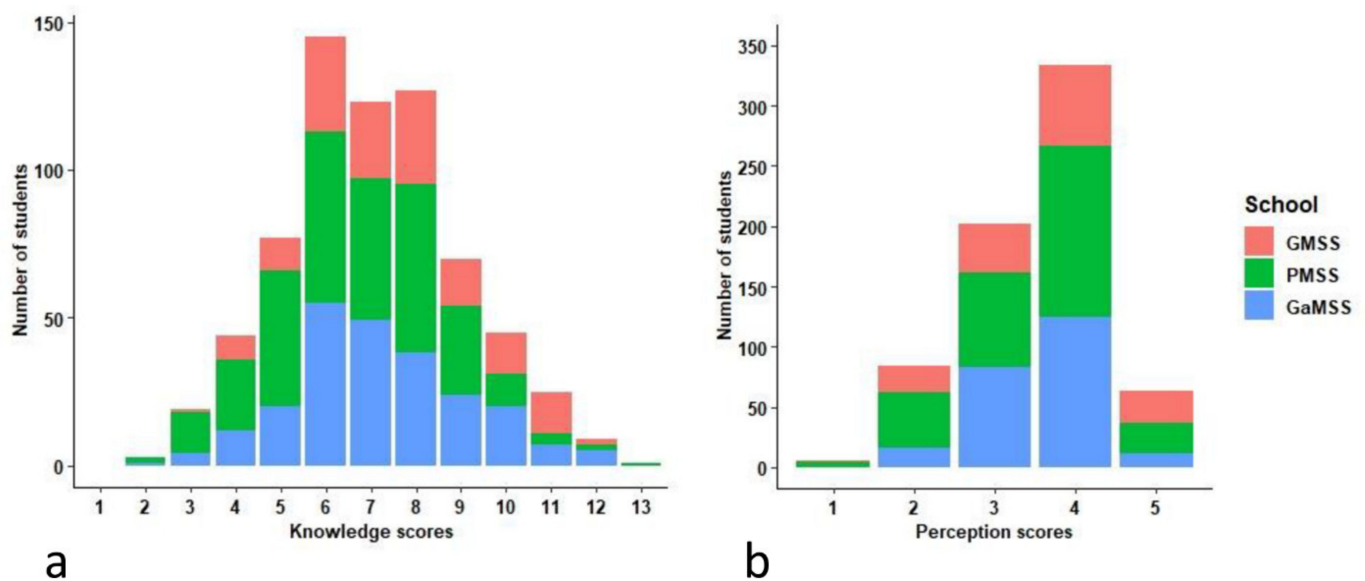 150
100
50
0
Number of students
1 2 3 4 5 6 7 8 9 10 11 12 13
Knowledge scores
a
350
300
250
200
150
100
50
0
Number of students
1 2 3 4 5
Perception scores
b
School
GMSS
PMSS
GaMSS